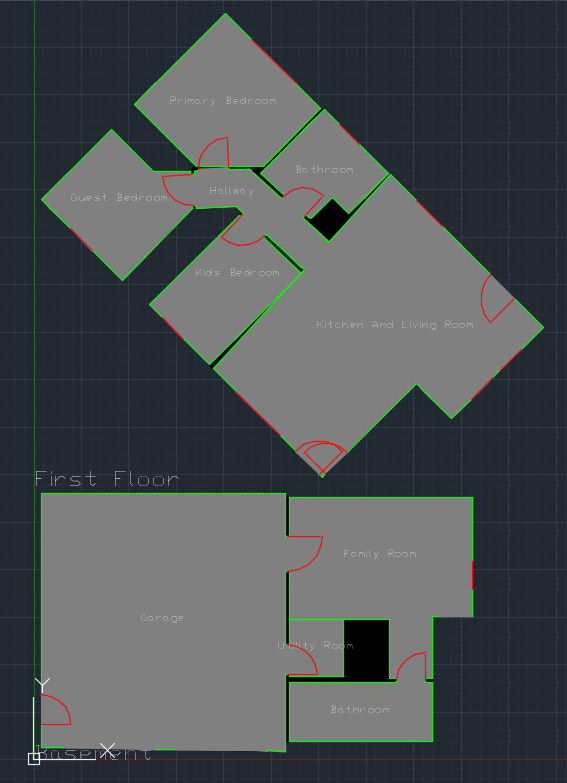 Primary Bedroom
Bathroom
Guest Bedroom
Hallway
Kids Bedroom
Kitchen And Living Room
First Floor
Family Room
Garage
Utility Room
Y
Bathroom
Basement
X